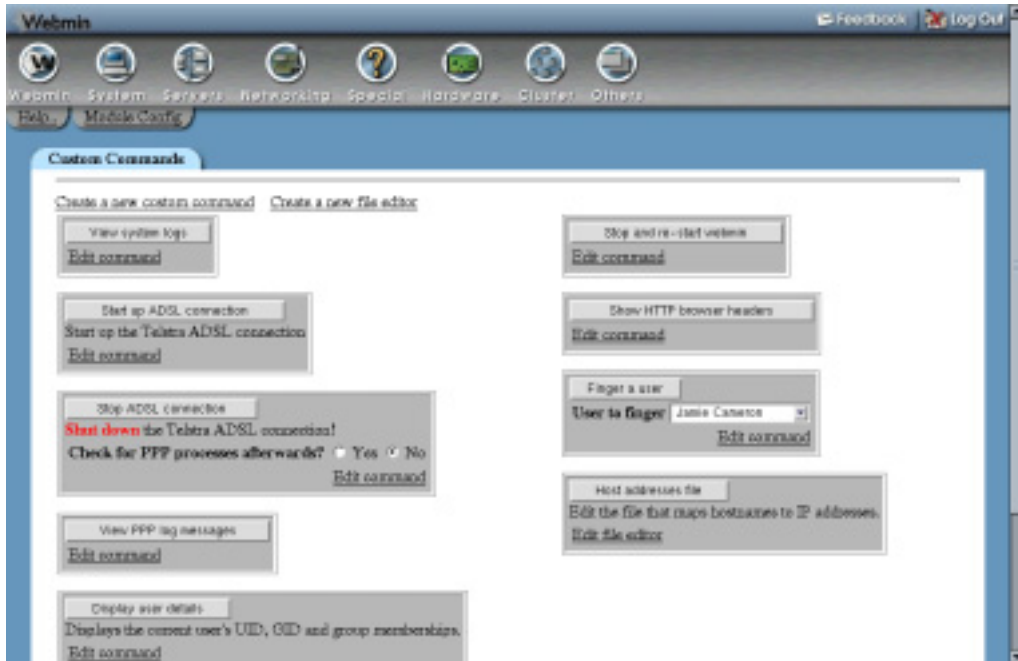 Webmin
Feedback
Log Out
Webmin System Servers Networking Special Hardware Cluster Others
Help..
Module Config
Custom Commands
Create a new custom command
Create a new file editor
View system logs
Edit command
Start up ADSL connection
Start up the Telstra ADSL connection
Edit command
Stop ADSL connection
Shut down the Telstra ADSL connection!
Check for PPP processes afterwards? Yes No
Edit command
View PPP log messages
Edit command
Display user details
Displays the current user's UID, GID and group memberships.
Edit command
Stop and re-start webmin
Edit command
Show HTTP browser headers
Edit command
Finger a user
User to finger Jamie Cameron
Edit command
Host addresses file
Edit the file that maps hostnames to IP addresses.
Edit file editor